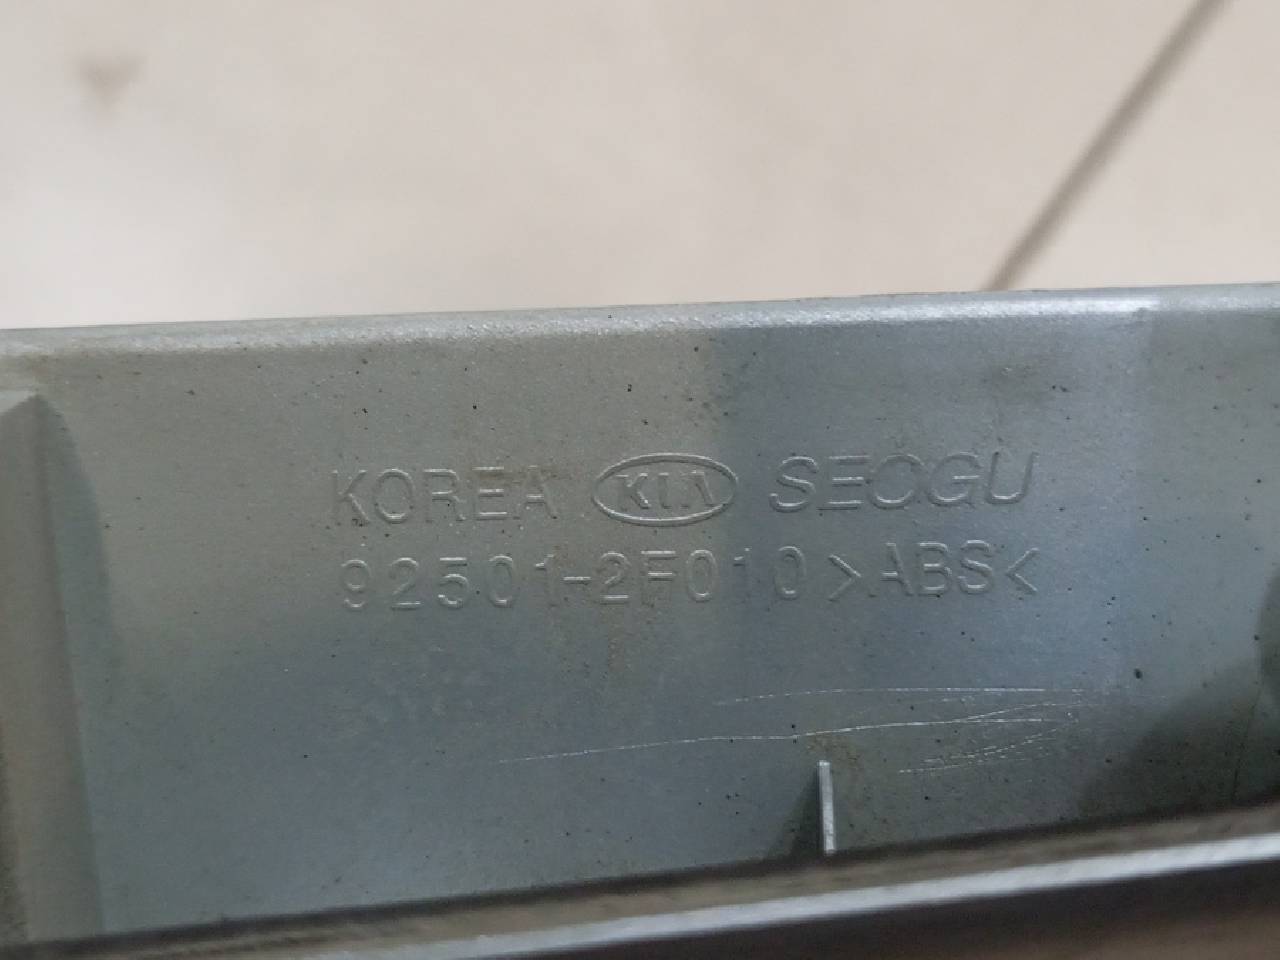 KOREA KIA SEOGU
92501-2F010 >ABS<